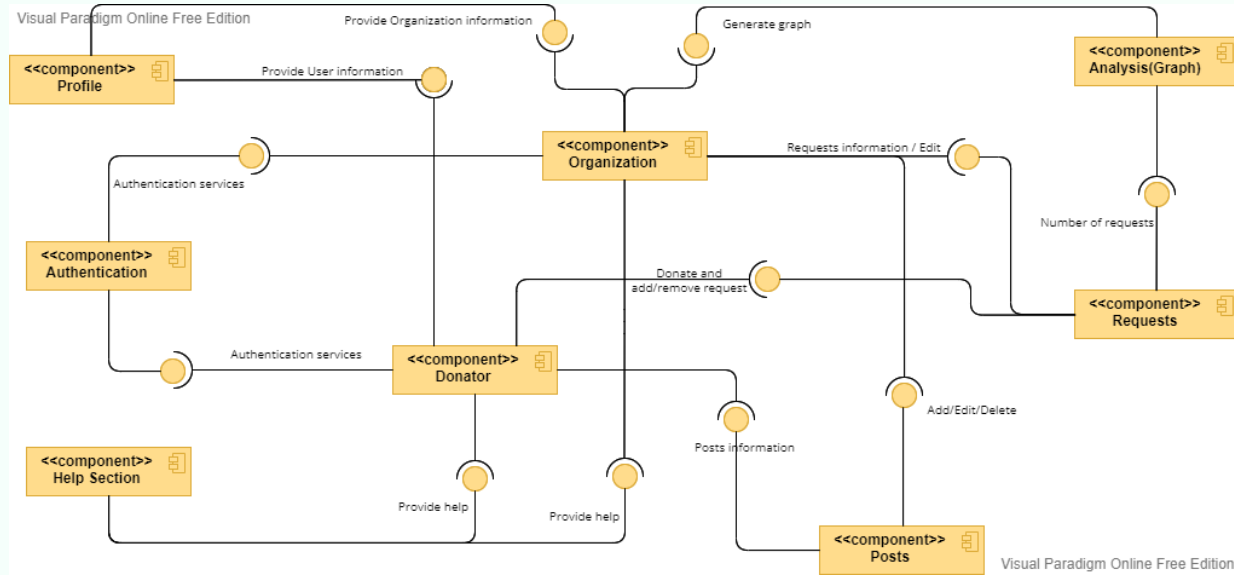 Visual Paradigm Online Free Edition
Provide Organization information
Generate graph
<<component>>
Profile
Provide User information
<<component>>
Analysis(Graph)
<<component>>
Organization
Requests information / Edit
Authentication services
Number of requests
<<component>>
Authentication
Donate and
add/remove request
<<component>>
Requests
Authentication services
<<component>>
Donator
Add/Edit/Delete
Posts information
<<component>>
Help Section
Provide help
Provide help
<<component>>
Posts
Visual Paradigm Online Free Edition